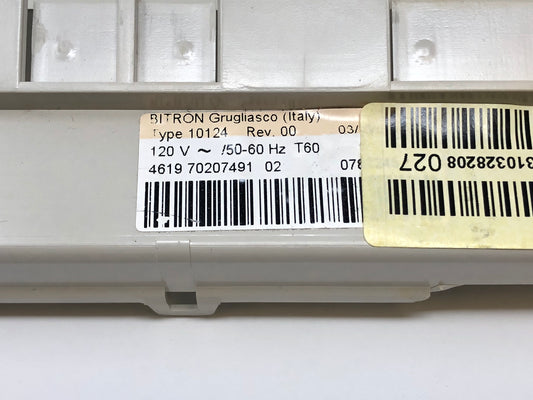 BITRON Grugliasco (Italy)
Type 10124 Rev. 00 03/
120 V ~ /50-60 Hz T60
4619 70207491 02 078
310328208 027